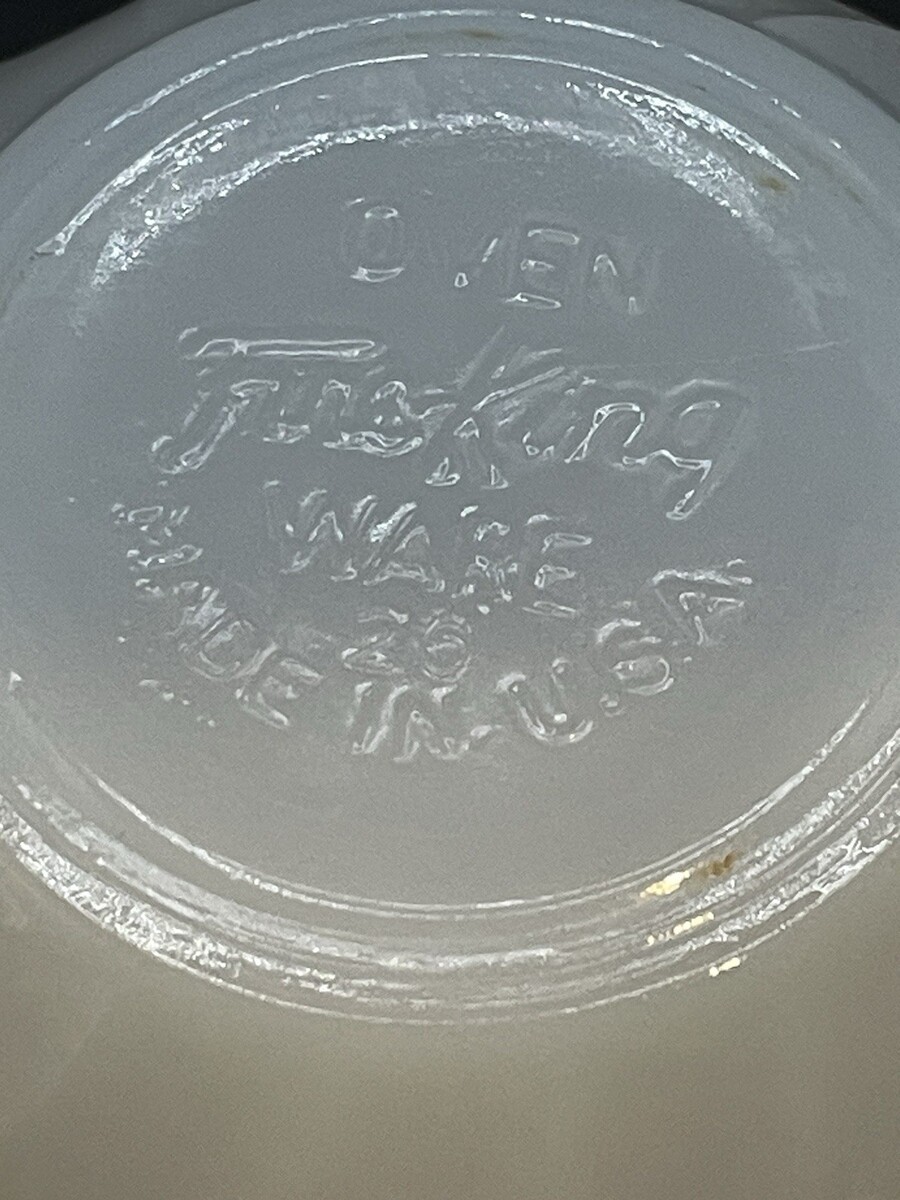 OVEN
Fire-King
WARE
26
MADE IN U.S.A